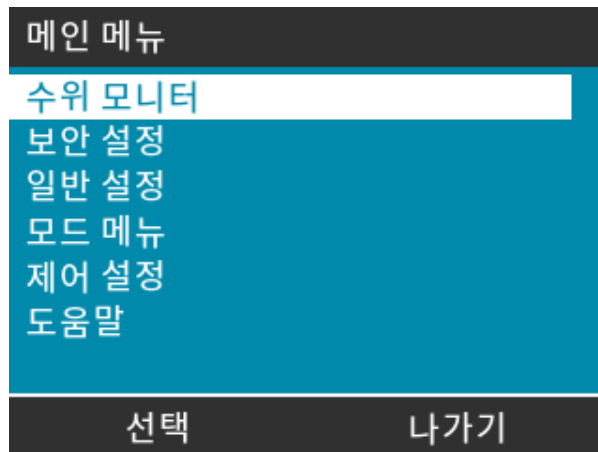 메인 메뉴
수위 모니터
보안 설정
일반 설정
모드 메뉴
제어 설정
도움말
선택 나가기